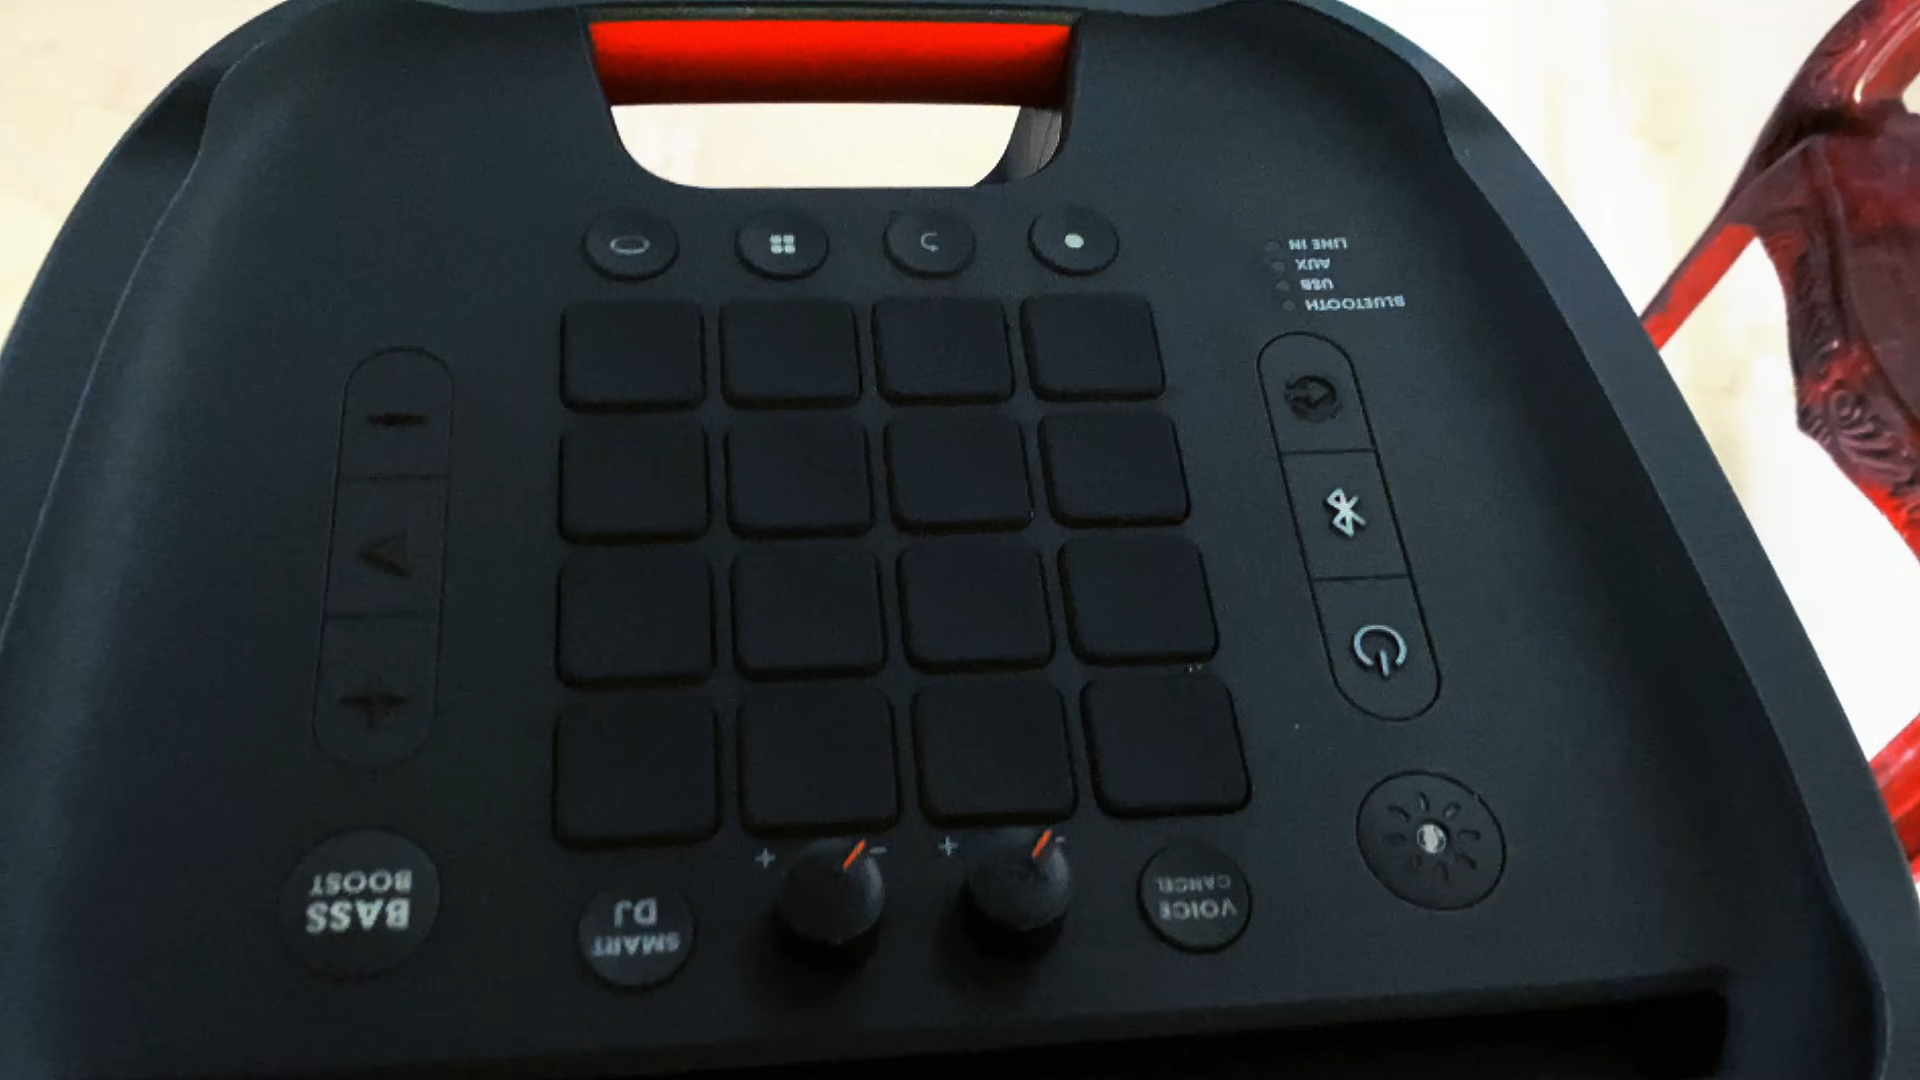 BASS
BOOST
SMART
DJ
+ -
+ -
VOICE
CANCEL
BLUETOOTH
USB
AUX
LINE IN